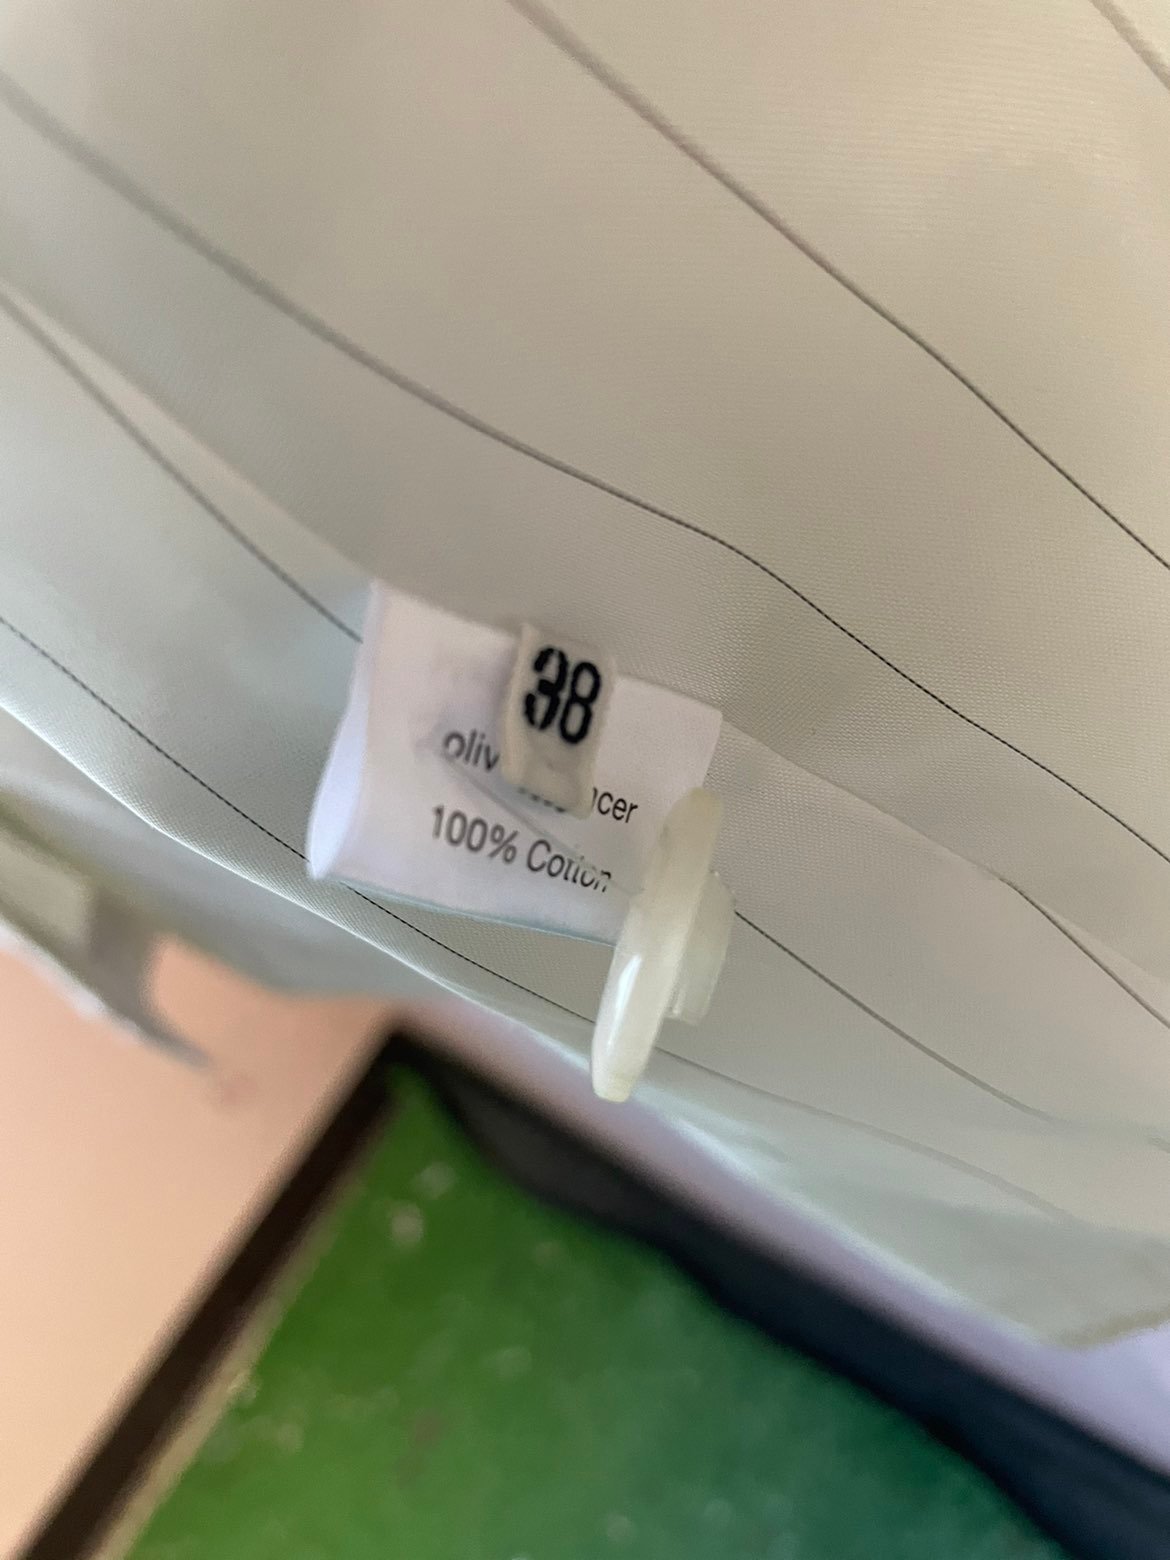 38
oliv ncer
100% Cotton